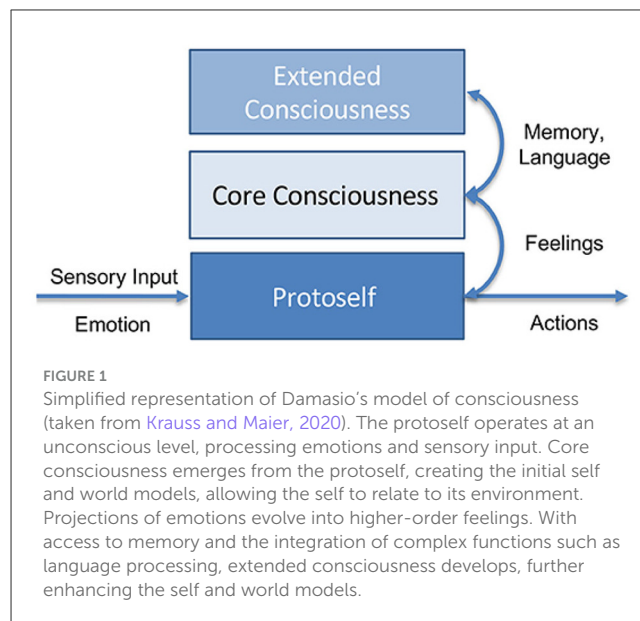 Extended
Consciousness
Memory,
Language
Core Consciousness
Feelings
Sensory Input
Protoself
Emotion
Actions
FIGURE 1
Simplified representation of Damasio's model of consciousness
(taken from Krauss and Maier, 2020). The protoself operates at an
unconscious level, processing emotions and sensory input. Core
consciousness emerges from the protoself, creating the initial self
and world models, allowing the self to relate to its environment.
Projections of emotions evolve into higher-order feelings. With
access to memory and the integration of complex functions such as
language processing, extended consciousness develops, further
enhancing the self and world models.